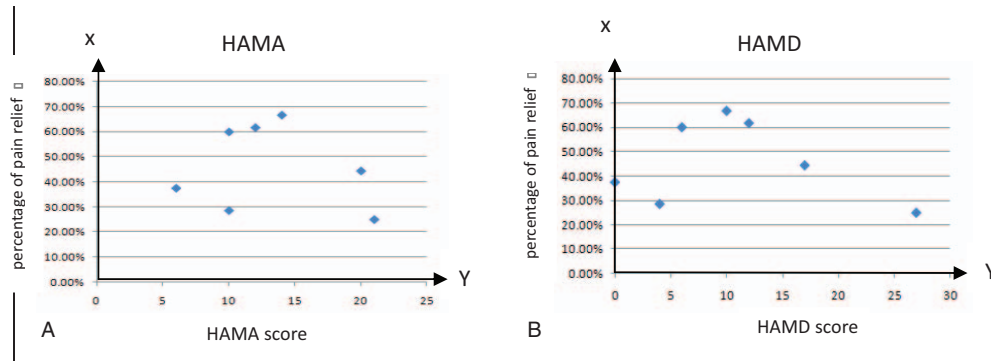 x
HAMA
percentage of pain relief
80.00%
70.00%
60.00%
50.00%
40.00%
30.00%
20.00%
10.00%
0.00%
0 5 10 15 20 25
Y
A
HAMA score
x
HAMD
percentage of pain relief
80.00%
70.00%
60.00%
50.00%
40.00%
30.00%
20.00%
10.00%
0.00%
0 5 10 15 20 25 30
Y
B
HAMD score